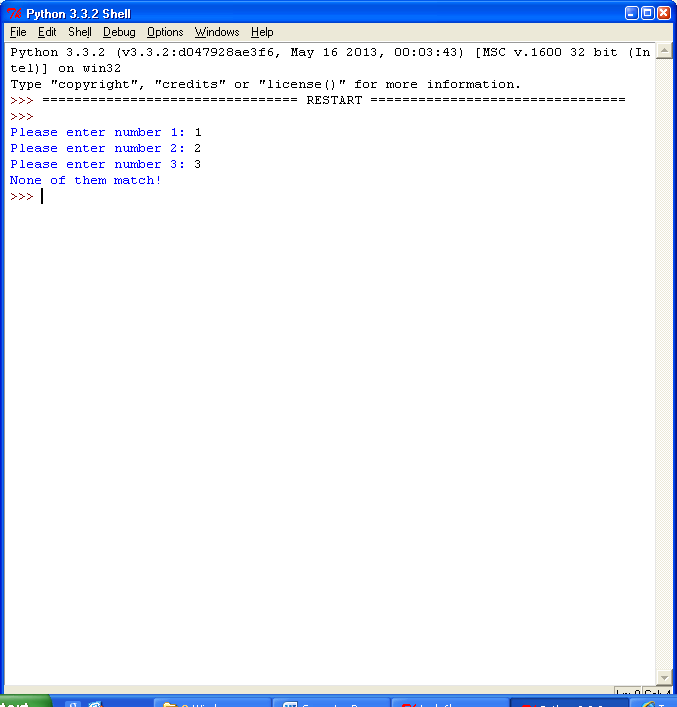 Python 3.3.2 Shell
File Edit Shell Debug Options Windows Help
Python 3.3.2 (v3.3.2:d047928ae3f6, May 16 2013, 00:03:43) [MSC v.1600 32 bit (In
tel)] on win32
Type "copyright", "credits" or "license()" for more information.
>>> ================================ RESTART ================================
>>>
Please enter number 1: 1
Please enter number 2: 2
Please enter number 3: 3
None of them match!
>>>